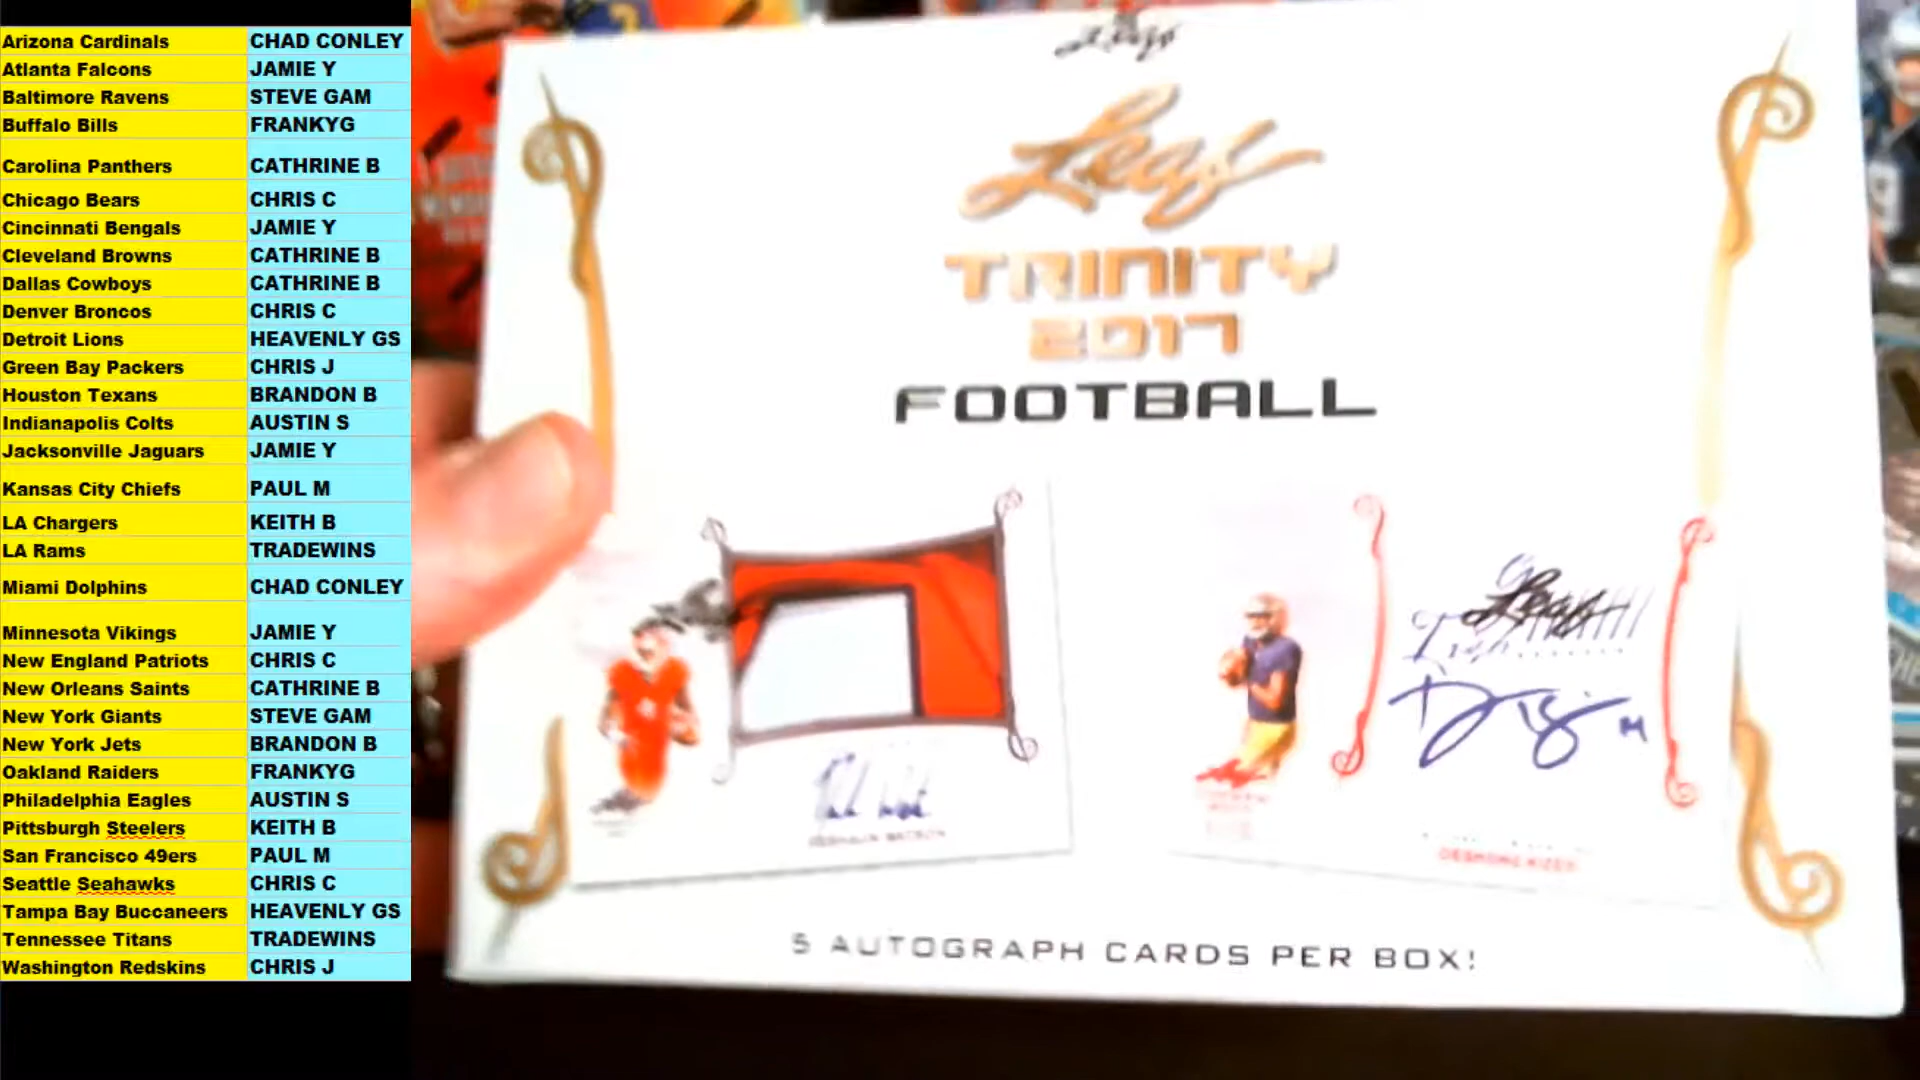 Arizona Cardinals CHAD CONLEY
Atlanta Falcons JAMIE Y
Baltimore Ravens STEVE GAM
Buffalo Bills FRANKYG
Carolina Panthers CATHRINE B
Chicago Bears CHRIS C
Cincinnati Bengals JAMIE Y
Cleveland Browns CATHRINE B
Dallas Cowboys CATHRINE B
Denver Broncos CHRIS C
Detroit Lions HEAVENLY GS
Green Bay Packers CHRIS J
Houston Texans BRANDON B
Indianapolis Colts AUSTIN S
Jacksonville Jaguars JAMIE Y
Kansas City Chiefs PAUL M
LA Chargers KEITH B
LA Rams TRADEWINS
Miami Dolphins CHAD CONLEY
Minnesota Vikings JAMIE Y
New England Patriots CHRIS C
New Orleans Saints CATHRINE B
New York Giants STEVE GAM
New York Jets BRANDON B
Oakland Raiders FRANKYG
Philadelphia Eagles AUSTIN S
Pittsburgh Steelers KEITH B
San Francisco 49ers PAUL M
Seattle Seahawks CHRIS C
Tampa Bay Buccaneers HEAVENLY GS
Tennessee Titans TRADEWINS
Washington Redskins CHRIS J
Leaf
Leaf
TRINITY
2017
FOOTBALL
Leaf
DESHAUN WATSON
DESHONE KIZER
5 AUTOGRAPH CARDS PER BOX!